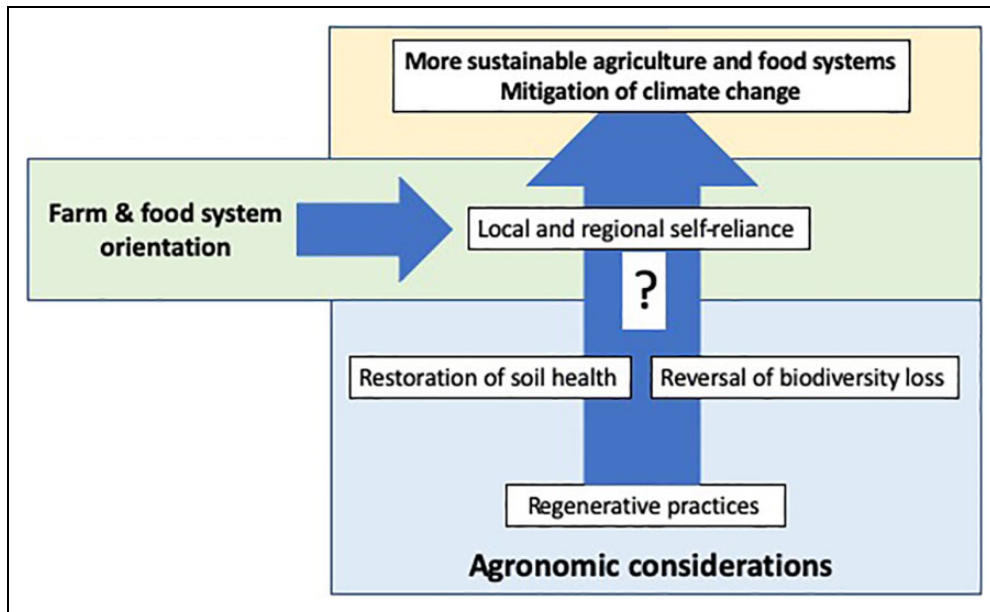 More sustainable agriculture and food systems
Mitigation of climate change
Farm & food system
orientation
Local and regional self-reliance
?
Restoration of soil health
Reversal of biodiversity loss
Regenerative practices
Agronomic considerations